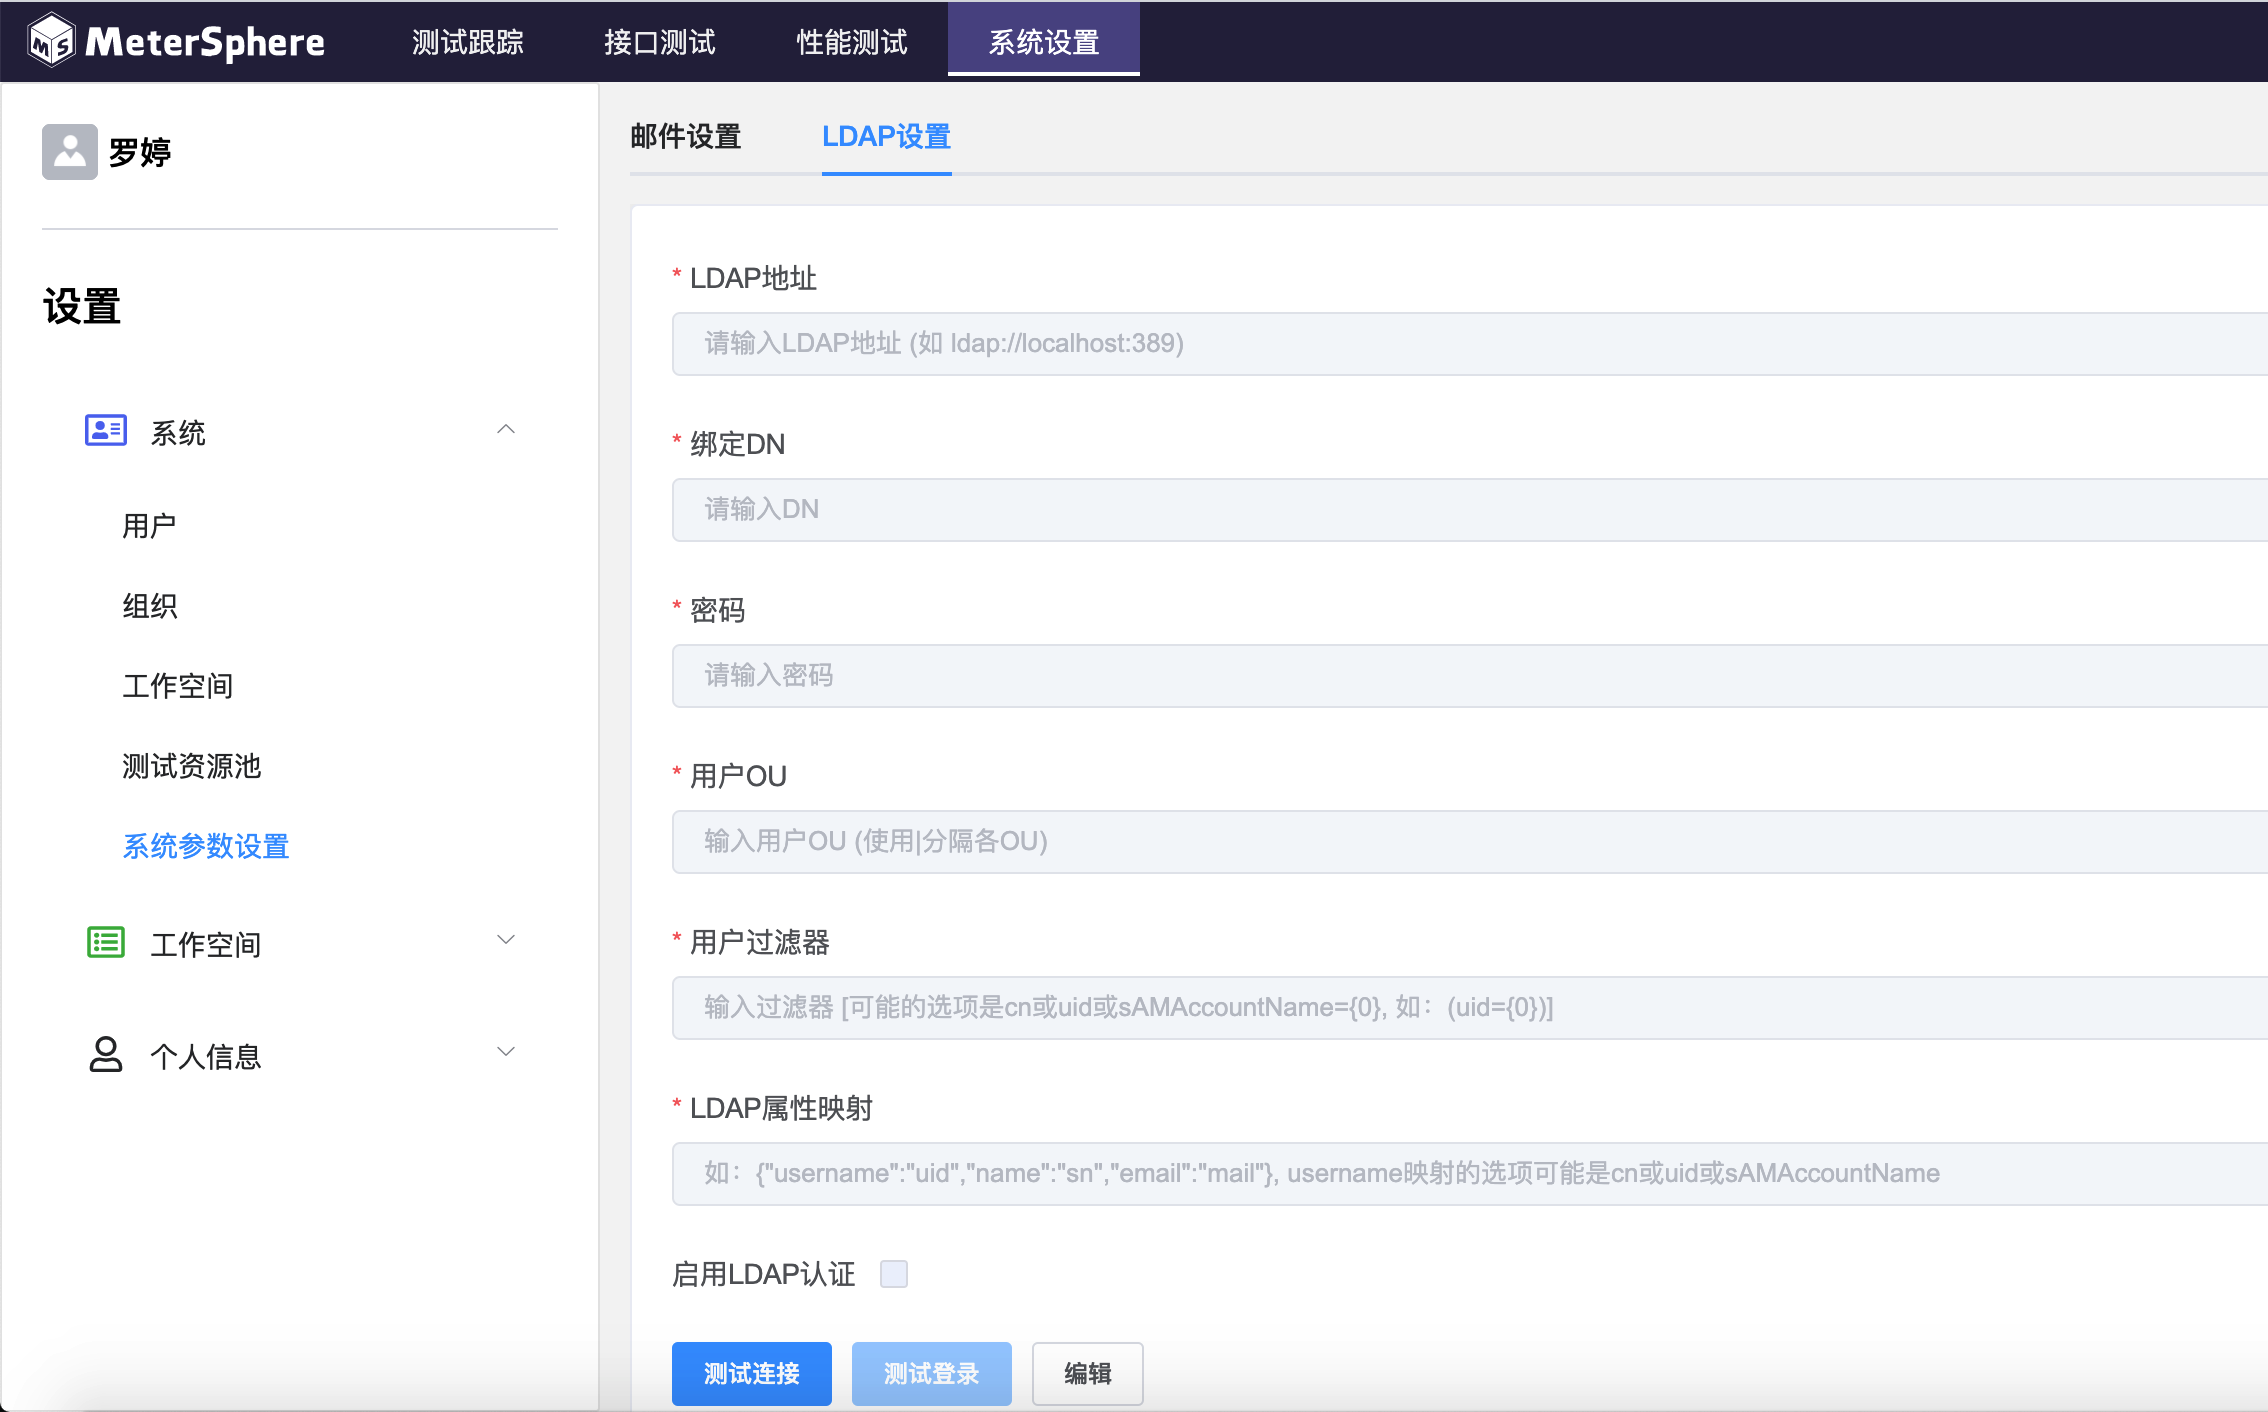 MeterSphere 测试跟踪 接口测试 性能测试 系统设置
罗婷
设置
系统
用户
组织
工作空间
测试资源池
系统参数设置
工作空间
个人信息
邮件设置 LDAP设置
* LDAP地址
请输入LDAP地址 (如 ldap://localhost:389)
* 绑定DN
请输入DN
* 密码
请输入密码
* 用户OU
输入用户OU (使用|分隔各OU)
* 用户过滤器
输入过滤器 [可能的选项是cn或uid或sAMAccountName={0}, 如：(uid={0})]
* LDAP属性映射
如：{"username":"uid","name":"sn","email":"mail"}, username映射的选项可能是cn或uid或sAMAccountName
启用LDAP认证
测试连接 测试登录 编辑